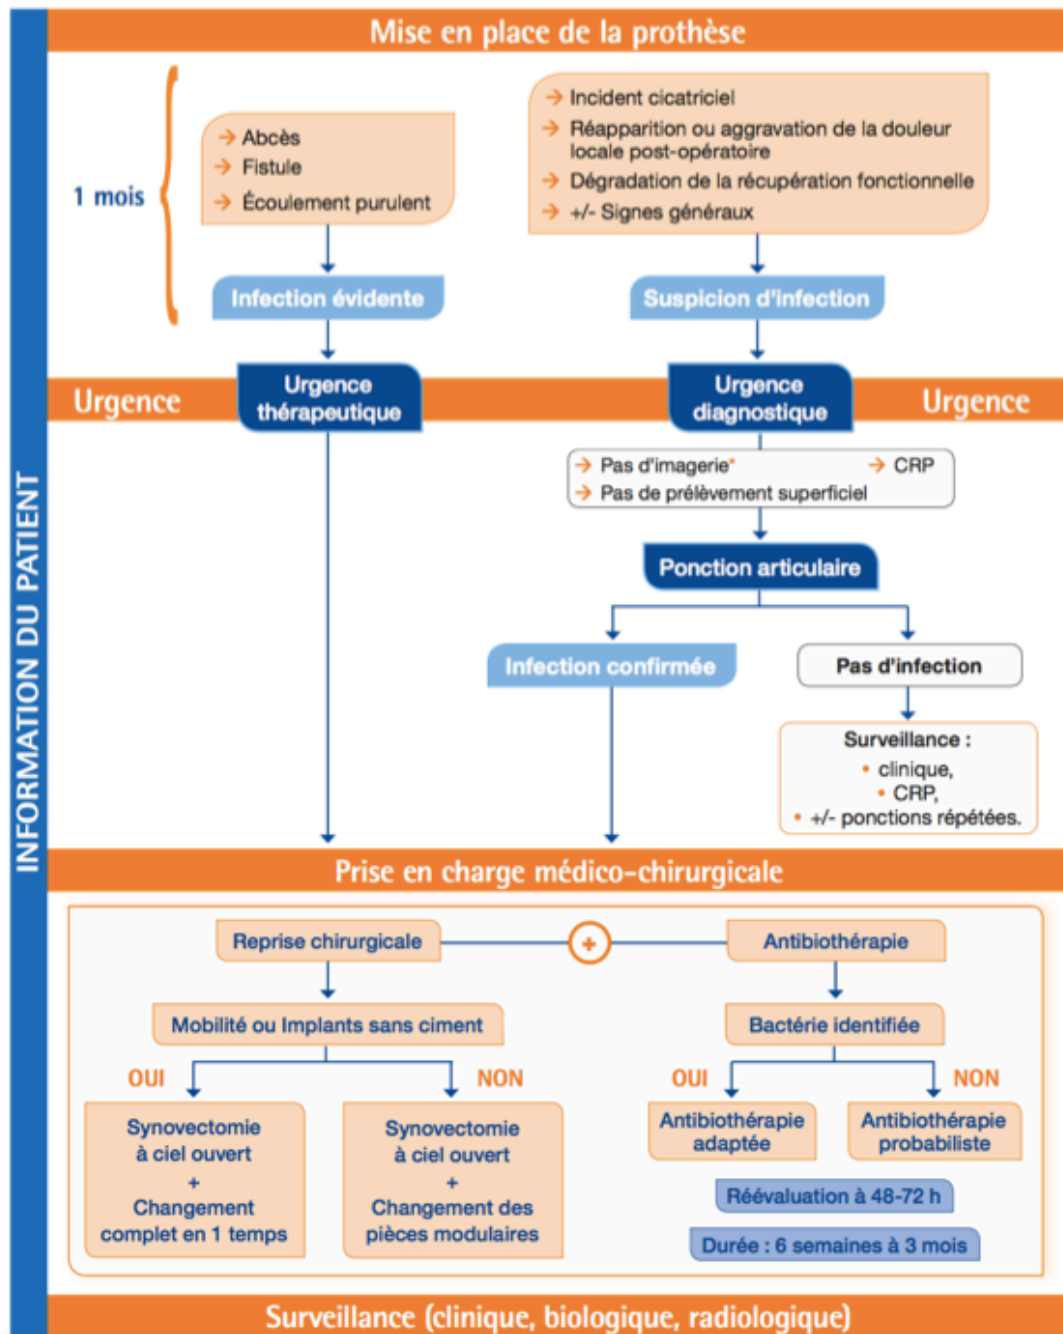 Mise en place de la prothèse
INFORMATION DU PATIENT
1 mois
→ Abcès
→ Fistule
→ Écoulement purulent
→ Incident cicatriciel
→ Réapparition ou aggravation de la douleur
locale post-opératoire
→ Dégradation de la récupération fonctionnelle
→ +/- Signes généraux
Infection évidente
Suspicion d'infection
Urgence
Urgence
thérapeutique
Urgence
diagnostique
Urgence
→ Pas d'imagerie*
→ CRP
→ Pas de prélèvement superficiel
Ponction articulaire
Infection confirmée
Pas d'infection
Surveillance :
• clinique,
• CRP,
• +/- ponctions répétées.
Prise en charge médico-chirurgicale
Reprise chirurgicale
+
Antibiothérapie
Mobilité ou Implants sans ciment
Bactérie identifiée
OUI
NON
OUI
NON
Synovectomie
à ciel ouvert
+
Changement
complet en 1 temps
Synovectomie
à ciel ouvert
+
Changement des
pièces modulaires
Antibiothérapie
adaptée
Antibiothérapie
probabiliste
Réévaluation à 48-72 h
Durée : 6 semaines à 3 mois
Surveillance (clinique, biologique, radiologique)